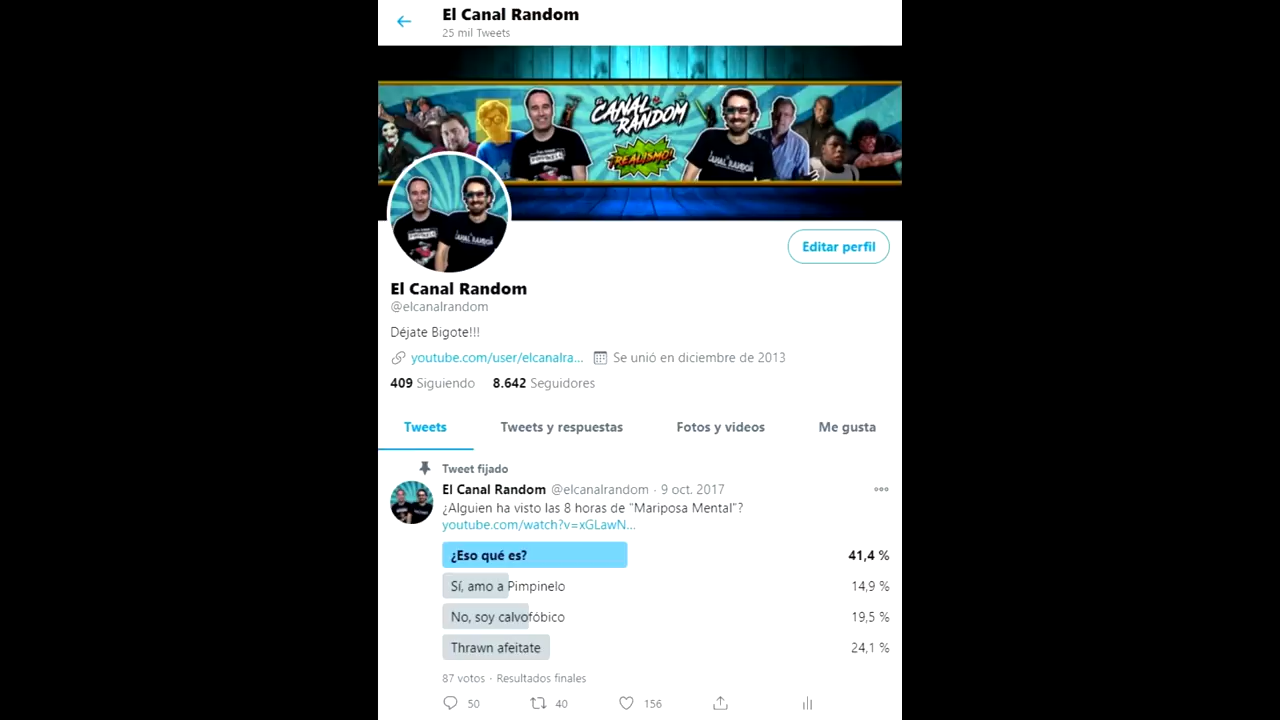 El Canal Random
25 mil Tweets
EL
CANAL
RANDOM
¡REALISMO!
CANAL RANDOM
Editar perfil
El Canal Random
@elcanalrandom
Déjate Bigote!!!
youtube.com/user/elcanalra... Se unió en diciembre de 2013
409 Siguiendo 8.642 Seguidores
Tweets Tweets y respuestas Fotos y videos Me gusta
Tweet fijado
El Canal Random @elcanalrandom · 9 oct. 2017
¿Alguien ha visto las 8 horas de "Mariposa Mental"?
youtube.com/watch?v=xGLawN...
¿Eso qué es? 41,4 %
Sí, amo a Pimpinelo 14,9 %
No, soy calvofóbico 19,5 %
Thrawn afeitate 24,1 %
87 votos · Resultados finales
50 40 156